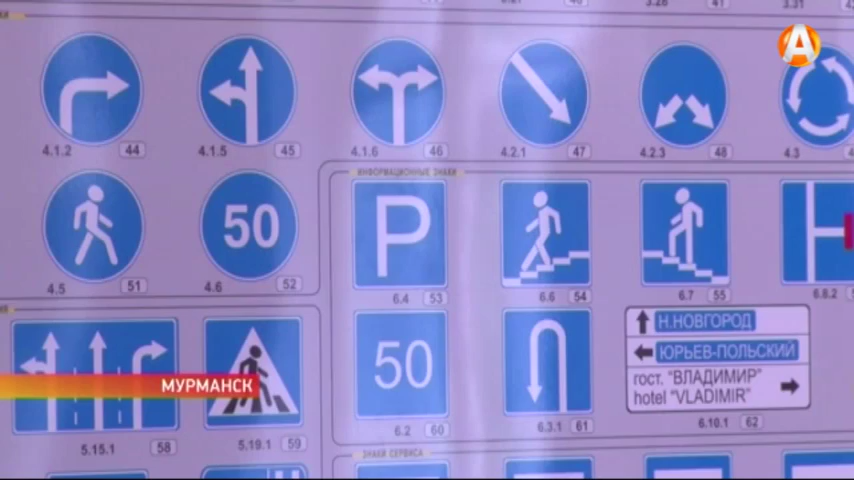 3.28
41
3.31
A
4.1.2 44
4.1.5 45
4.1.6 46
4.2.1 47
4.2.3 48
4.3
ИНФОРМАЦИОННЫЕ ЗНАКИ
50
P
4.5 51
4.6 52
6.4 53
6.6 54
6.7 55
6.8.2
Н.НОВГОРОД
ЮРЬЕВ-ПОЛЬСКИЙ
гост. "ВЛАДИМИР"
hotel "VLADIMIR"
50
МУРМАНСК
5.15.1 58
5.19.1 59
6.2 60
6.3.1 61
6.10.1 62
ЗНАКИ СЕРВИСА